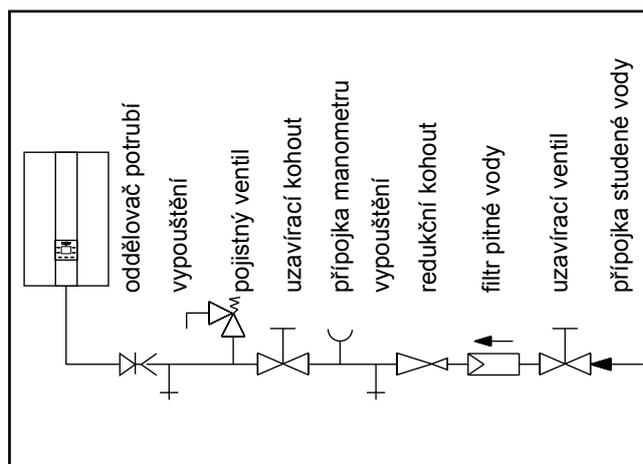 oddělovač potrubí
vypouštění
pojistný ventil
uzavírací kohout
přípojka manometru
vypouštění
redukční kohout
filtr pitné vody
uzavírací ventil
přípojka studené vody